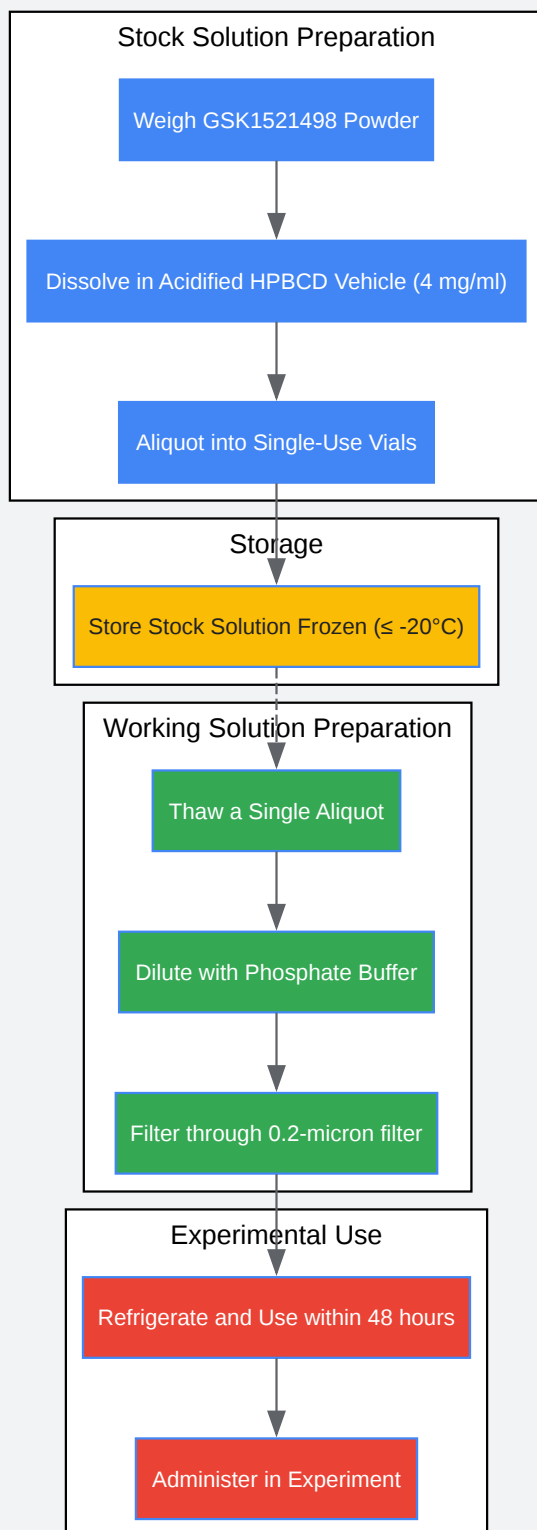 Stock Solution Preparation
Weigh GSK1521498 Powder
Dissolve in Acidified HPBCD Vehicle (4 mg/ml)
Aliquot into Single-Use Vials
Storage
Store Stock Solution Frozen (≤ -20°C)
Working Solution Preparation
Thaw a Single Aliquot
Dilute with Phosphate Buffer
Filter through 0.2-micron filter
Experimental Use
Refrigerate and Use within 48 hours
Administer in Experiment